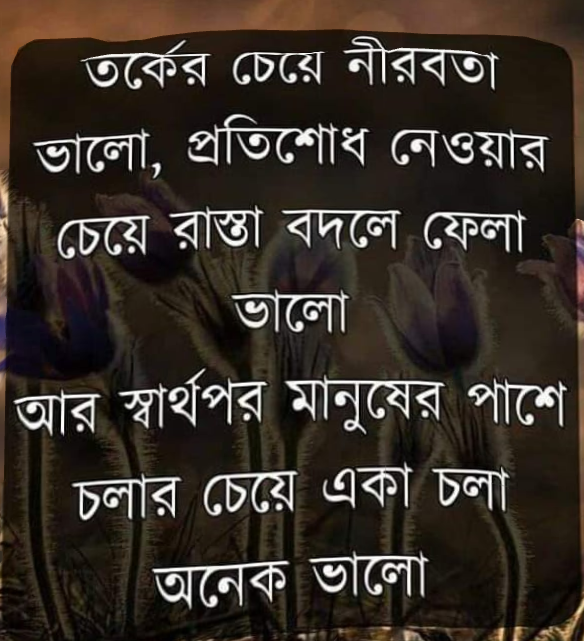 তর্কের চেয়ে নীরবতা
ভালো, প্রতিশোধ নেওয়ার
চেয়ে রাস্তা বদলে ফেলা
ভালো
আর স্বার্থপর মানুষের পাশে
চলার চেয়ে একা চলা
অনেক ভালো